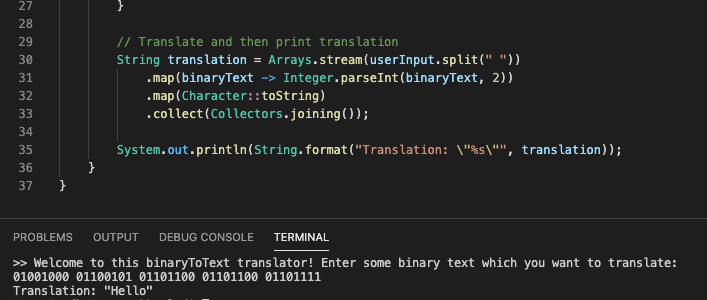 27 }
28
29 // Translate and then print translation
30 String translation = Arrays.stream(userInput.split(" "))
31 .map(binaryText -> Integer.parseInt(binaryText, 2))
32 .map(Character::toString)
33 .collect(Collectors.joining());
34
35 System.out.println(String.format("Translation: \"%s\"", translation));
36 }
37 }
PROBLEMS OUTPUT DEBUG CONSOLE TERMINAL
>> Welcome to this binaryToText translator! Enter some binary text which you want to translate:
01001000 01100101 01101100 01101100 01101111
Translation: "Hello"